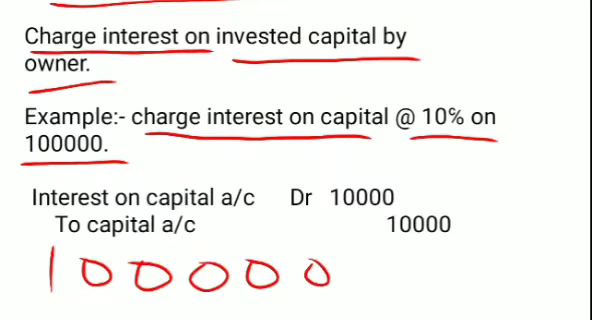 Charge interest on invested capital by
owner.
Example:- charge interest on capital @ 10% on
100000.
Interest on capital a/c Dr 10000
To capital a/c 10000
100000